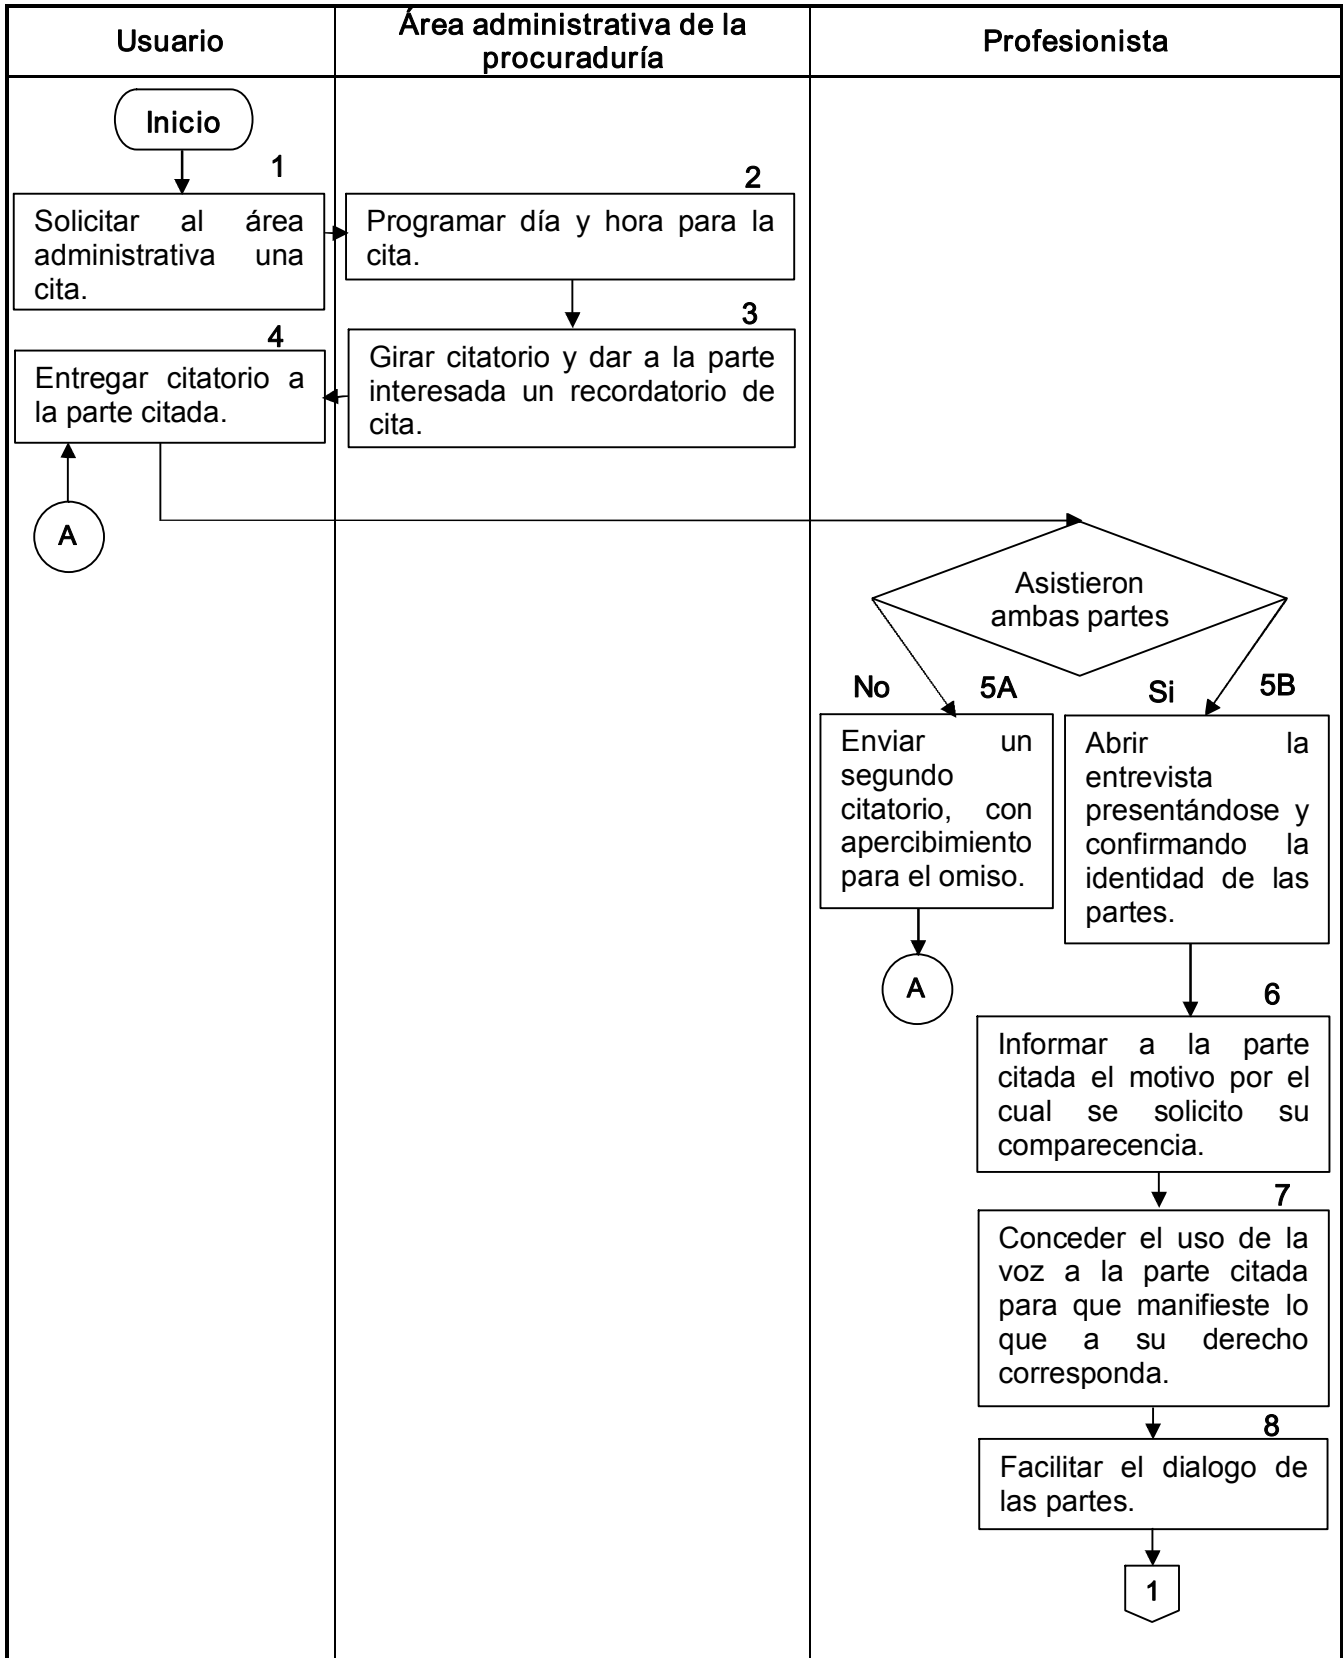 Usuario
Área administrativa de la
procuraduría
Profesionista
Inicio
1
Solicitar al área
administrativa una
cita.
2
Programar día y hora para la
cita.
3
Girar citatorio y dar a la parte
interesada un recordatorio de
cita.
4
Entregar citatorio a
la parte citada.
A
Asistieron
ambas partes
No
5A
Enviar un
segundo
citatorio, con
apercibimiento
para el omiso.
A
Si
5B
Abrir la
entrevista
presentándose y
confirmando la
identidad de las
partes.
6
Informar a la parte
citada el motivo por el
cual se solicito su
comparecencia.
7
Conceder el uso de la
voz a la parte citada
para que manifieste lo
que a su derecho
corresponda.
8
Facilitar el dialogo de
las partes.
1